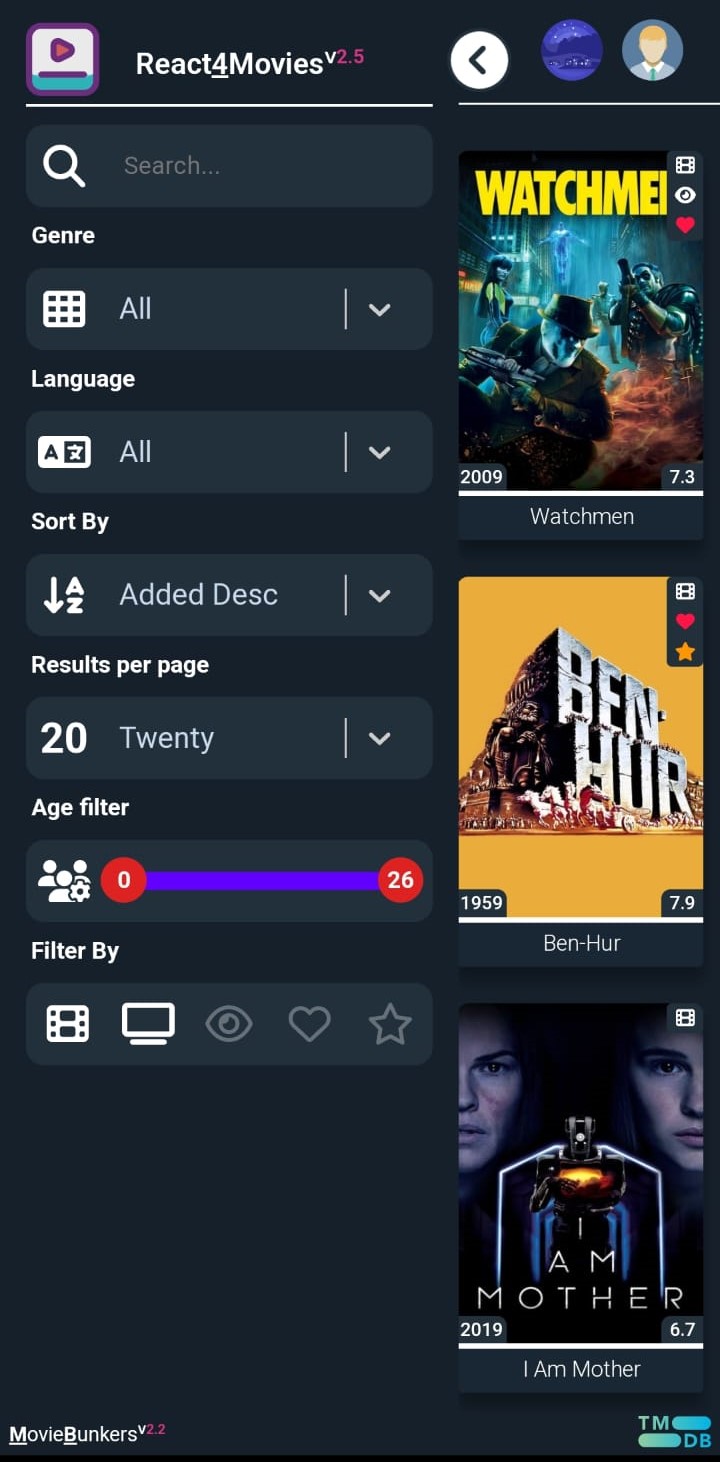 React4Movies v2.5
Search...
Genre
All
Language
All
Sort By
Added Desc
Results per page
20 Twenty
Age filter
0 26
Filter By
WATCHMEN
2009 7.3
Watchmen
BEN-
HUR
1959 7.9
Ben-Hur
I
AM
MOTHER
2019 6.7
I Am Mother
MovieBunkers v2.2
TM
DB